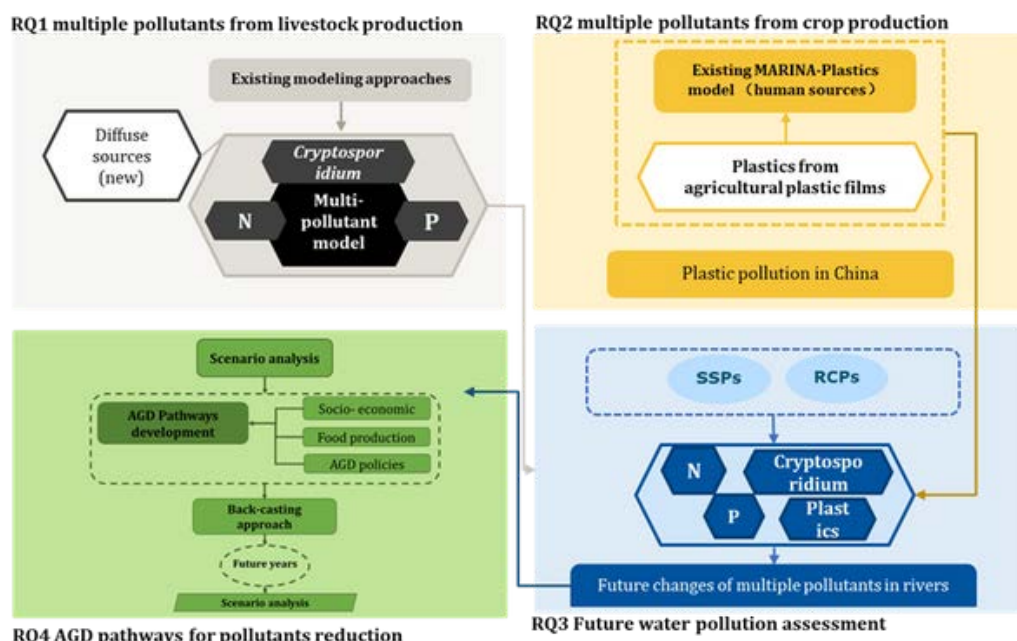 RQ1 multiple pollutants from livestock production
Existing modeling approaches
Diffuse
sources
(new)
Cryptospor
idium
N
Multi-
pollutant
model
P
RQ2 multiple pollutants from crop production
Existing MARINA-Plastics
model （human sources）
Plastics from
agricultural plastic films
Plastic pollution in China
Scenario analysis
AGD Pathways
development
Socio- economic
Food production
AGD policies
Back-casting
approach
Future years
Scenario analysis
RQ4 AGD pathways for pollutants reduction
SSPs
RCPs
N
Cryptospo
ridium
P
Plast
ics
Future changes of multiple pollutants in rivers
RQ3 Future water pollution assessment